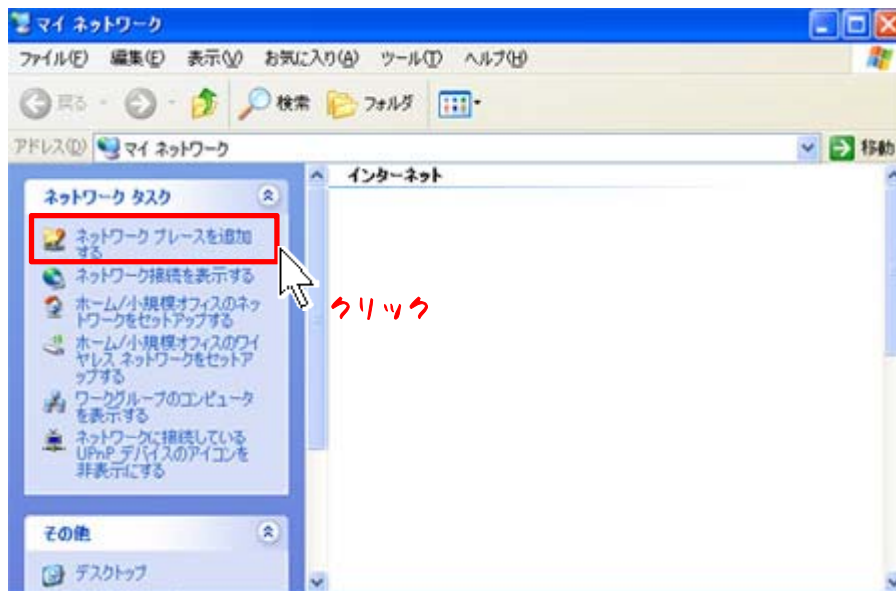 マイ ネットワーク
ファイル(F) 編集(E) 表示(V) お気に入り(A) ツール(T) ヘルプ(H)
戻る 検索 フォルダ
アドレス(D) マイ ネットワーク 移動
インターネット
ネットワーク タスク
ネットワーク プレースを追加
する
ネットワーク接続を表示する
クリック
ホーム/小規模オフィスのネッ
トワークをセットアップする
ホーム/小規模オフィスのワイ
ヤレス ネットワークをセットア
ップする
ワークグループのコンピュータ
を表示する
ネットワークに接続している
UPnP デバイスのアイコンを
非表示にする
その他
デスクトップ